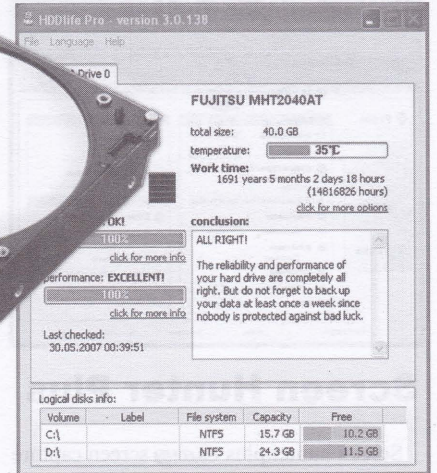 HDDlife Pro - version 3.0.138
File Language Help
Drive 0
FUJITSU MHT2040AT
total size: 40.0 GB
temperature: 35°C
Work time:
1691 years 5 months 2 days 18 hours
(14816826 hours)
click for more options
OK!
100%
click for more info
performance: EXCELLENT!
100%
click for more info
Last checked:
30.05.2007 00:39:51
conclusion:
ALL RIGHT!
The reliability and performance of
your hard drive are completely all
right. But do not forget to back up
your data at least once a week since
nobody is protected against bad luck.
Logical disks info:
Volume Label File system Capacity Free
C:\ NTFS 15.7 GB 10.2 GB
D:\ NTFS 24.3 GB 11.5 GB